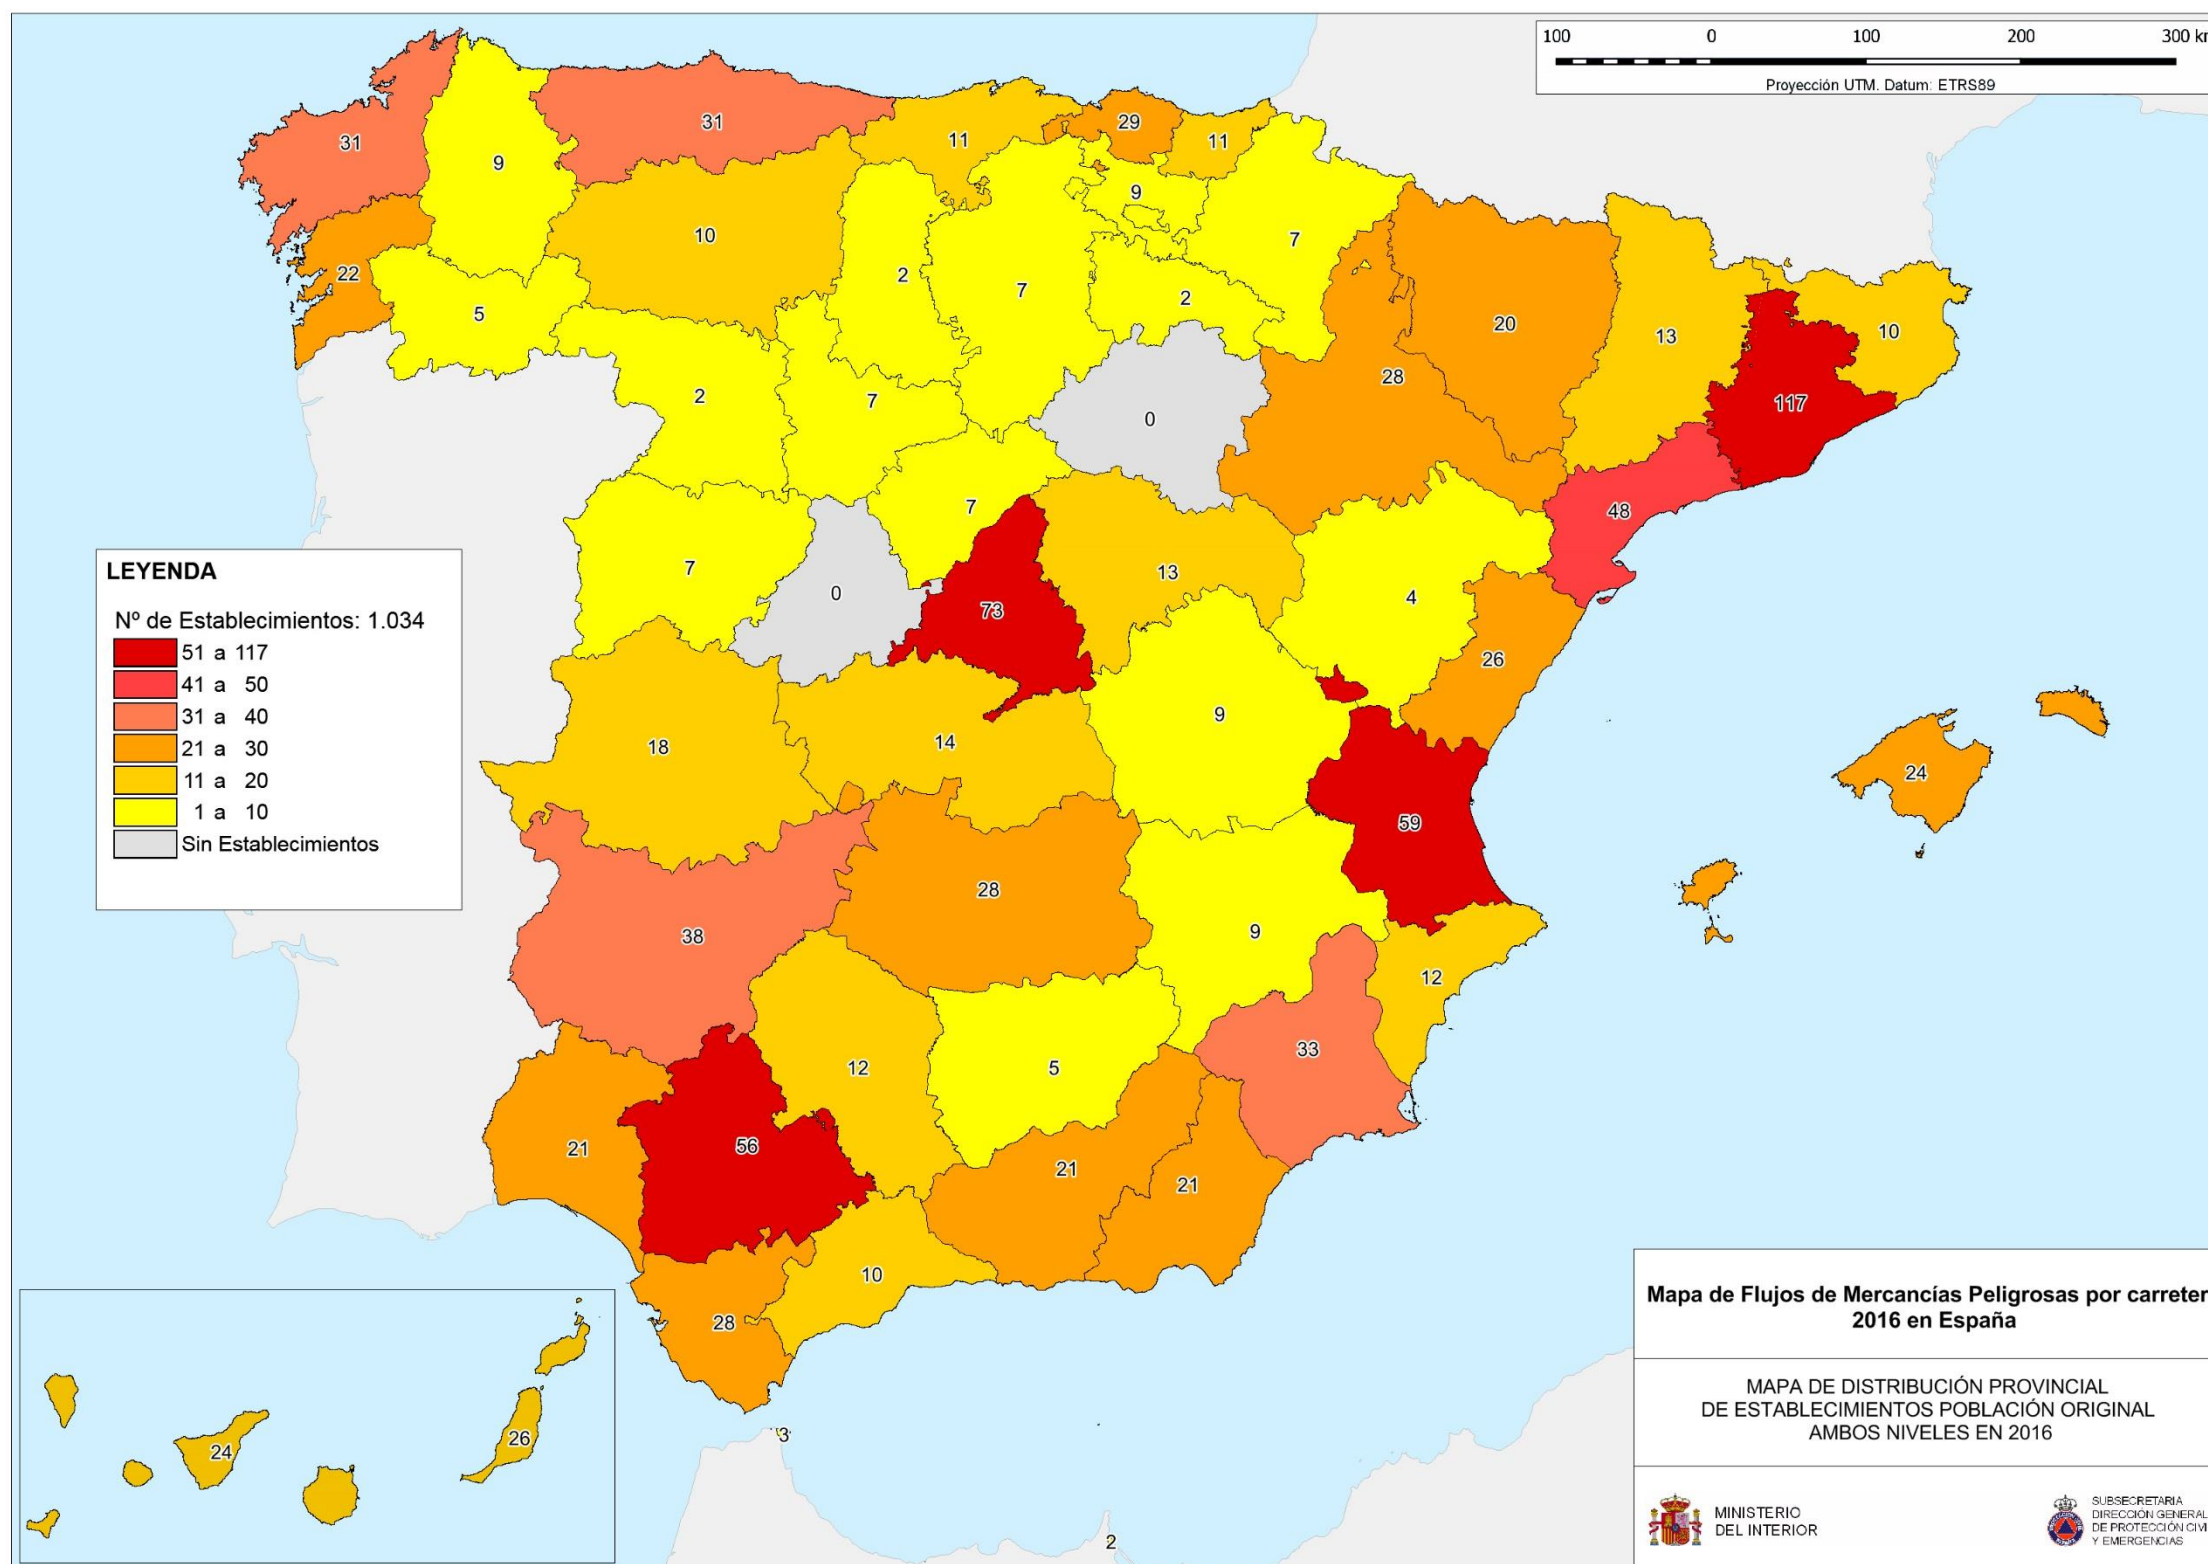 100 0 100 200 300 km
Proyección UTM. Datum: ETRS89
31
9
31
11
29
11
9
7
22
5
10
2
7
2
20
13
10
117
2
7
0
28
48
7
7
0
73
13
4
26
18
14
9
59
24
38
28
9
12
12
5
33
21
56
21
21
10
28
3
2
24
26
LEYENDA
Nº de Establecimientos: 1.034
51 a 117
41 a 50
31 a 40
21 a 30
11 a 20
1 a 10
Sin Establecimientos
Mapa de Flujos de Mercancías Peligrosas por carreter
2016 en España
MAPA DE DISTRIBUCIÓN PROVINCIAL
DE ESTABLECIMIENTOS POBLACIÓN ORIGINAL
AMBOS NIVELES EN 2016
MINISTERIO
DEL INTERIOR
SUBSECRETARIA
DIRECCIÓN GENERAL
DE PROTECCIÓN CIVI
Y EMERGENCIAS